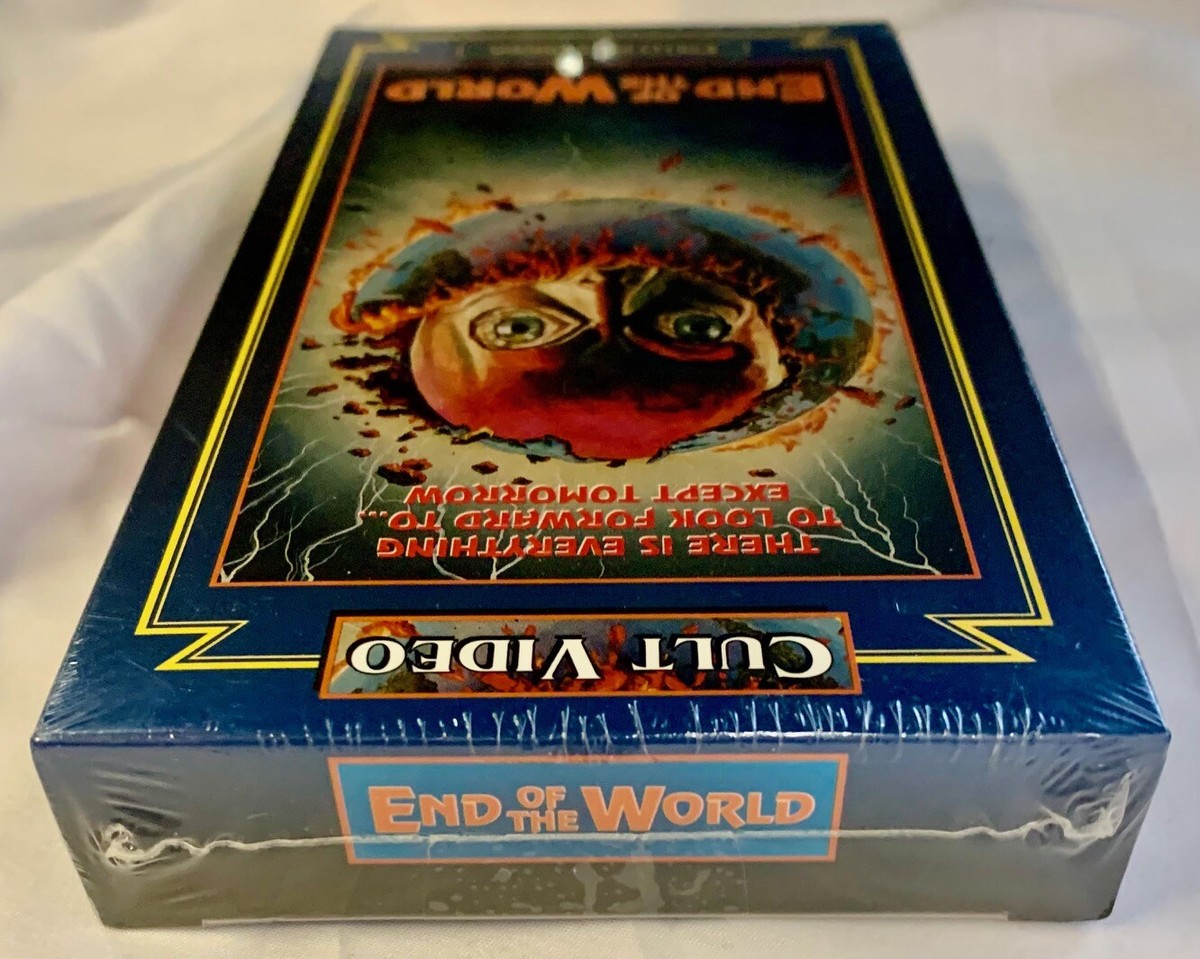 END OF THE WORLD
THERE IS EVERYTHING
TO LOOK FORWARD TO...
EXCEPT TOMORROW
CULT VIDEO
END OF THE WORLD